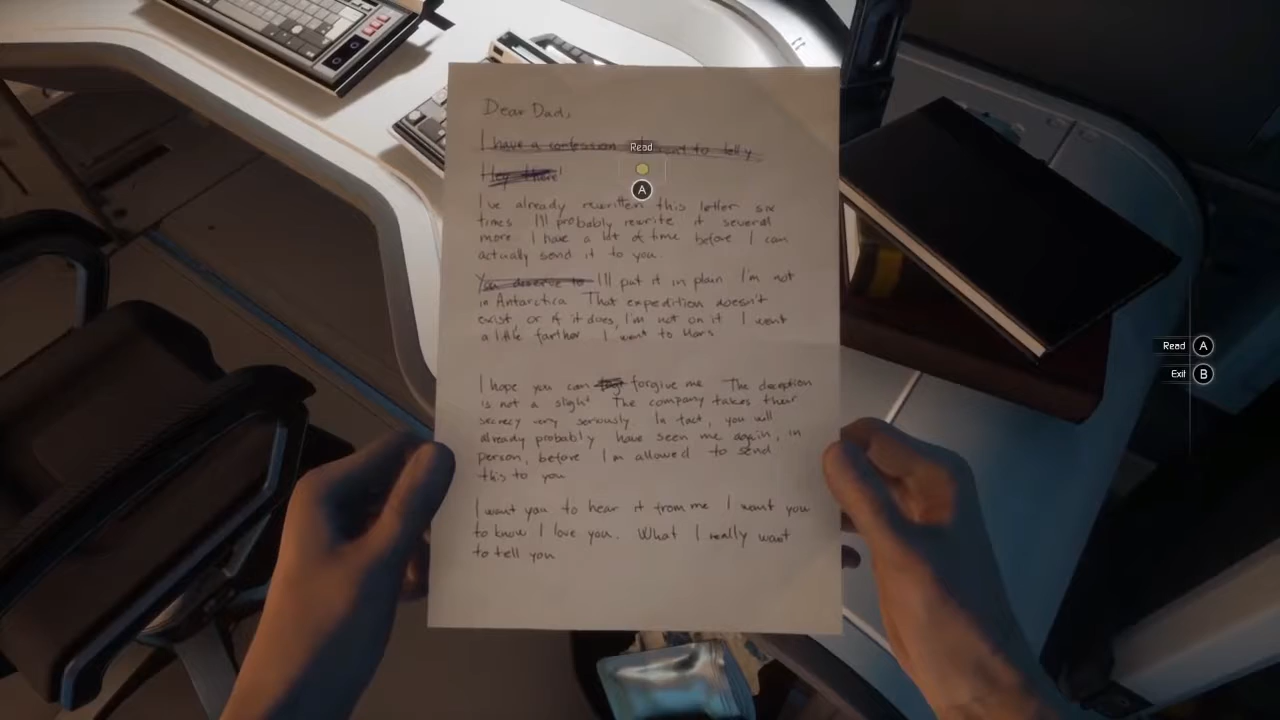 Dear Dad,
I have a confession I want to telly
Hey there!
I've already rewritten this letter six
times I'll probably rewrite it several
more I have a lot of time before I can
actually send it to you.
You deserve to I'll put it in plain I'm not
in Antarctica That expedition doesn't
exist, or if it does, I'm not on it I went
a little farther I went to Mars
I hope you can forgive me The deception
is not a slight The company takes their
secrecy very seriously In fact, you will
already probably have seen me again, in
person, before I'm allowed to send
this to you
I want you to hear it from me I want you
to know I love you. What I really want
to tell you
Read
A
Read A
Exit B